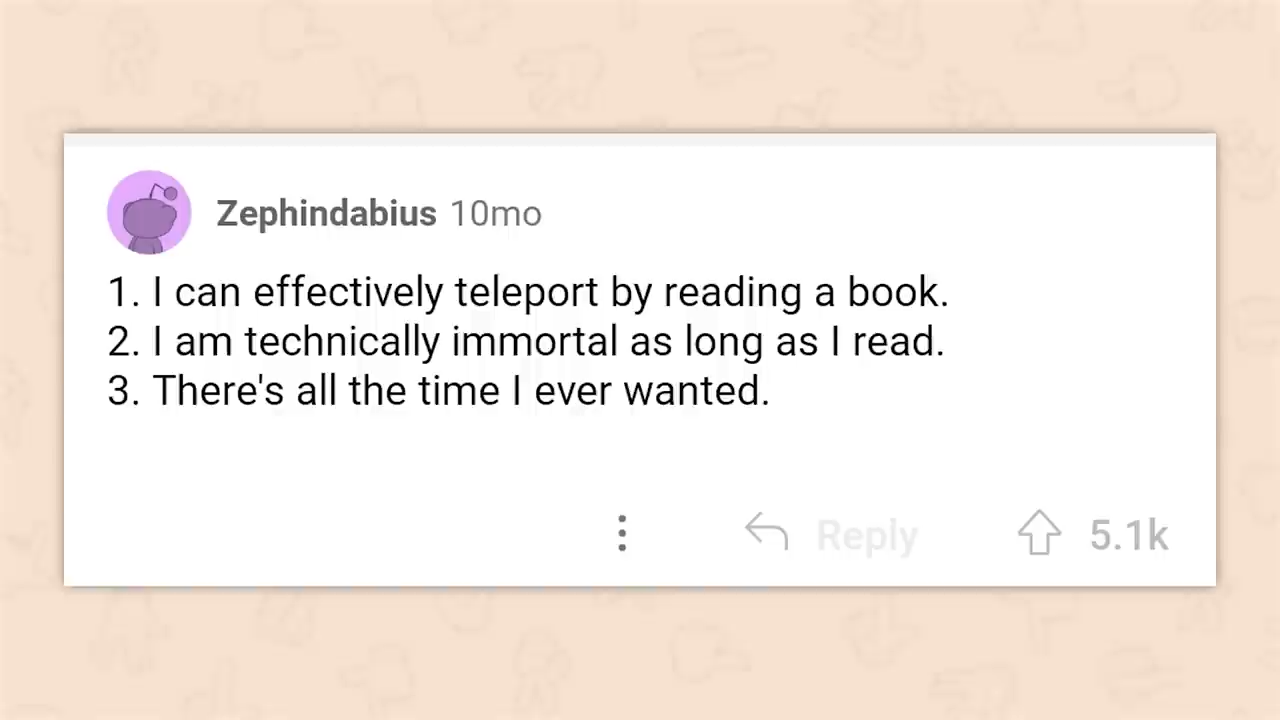 Zephindabius 10mo
1. I can effectively teleport by reading a book.
2. I am technically immortal as long as I read.
3. There's all the time I ever wanted.
Reply 5.1k